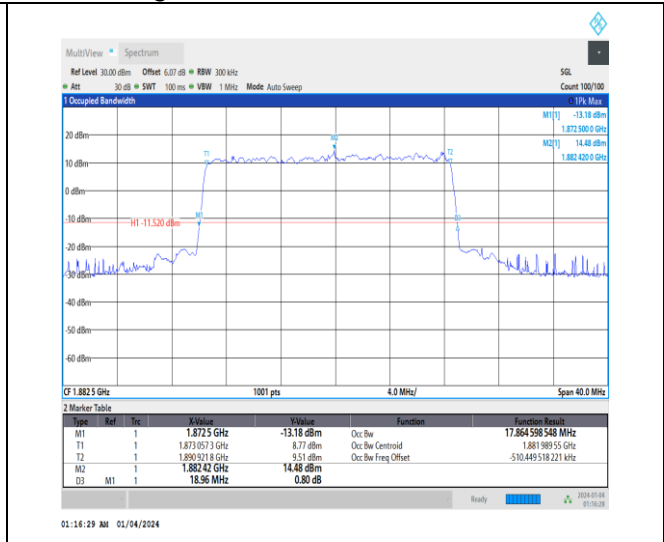 MultiView Spectrum
Ref Level 30.00 dBm Offset 6.07 dB RBW 300 kHz SGL
Att 30 dB SWT 100 ms VBW 1 MHz Mode Auto Sweep Count 100/100
1 Occupied Bandwidth 1Pk Max
M1[1] -13.18 dBm
1.872 500 0 GHz
M2[1] 14.48 dBm
1.882 420 0 GHz
20 dBm
M2
T1
T2
10 dBm
0 dBm
-10 dBm
H1 -11.520 dBm
M1
D3
-20 dBm
-30 dBm
-40 dBm
-50 dBm
-60 dBm
CF 1.882 5 GHz 1001 pts 4.0 MHz/ Span 40.0 MHz
2 Marker Table
Type Ref Trc X-Value Y-Value Function Function Result
M1 1 1.8725 GHz -13.18 dBm Occ Bw 17.864 598 548 MHz
T1 1 1.873 057 3 GHz 8.77 dBm Occ Bw Centroid 1.881 989 55 GHz
T2 1 1.890 921 8 GHz 9.51 dBm Occ Bw Freq Offset -510.449 518 221 kHz
M2 1 1.882 42 GHz 14.48 dBm
D3 M1 1 18.96 MHz 0.80 dB
Ready 2024-01-04
01:16:28
01:16:29 AM 01/04/2024